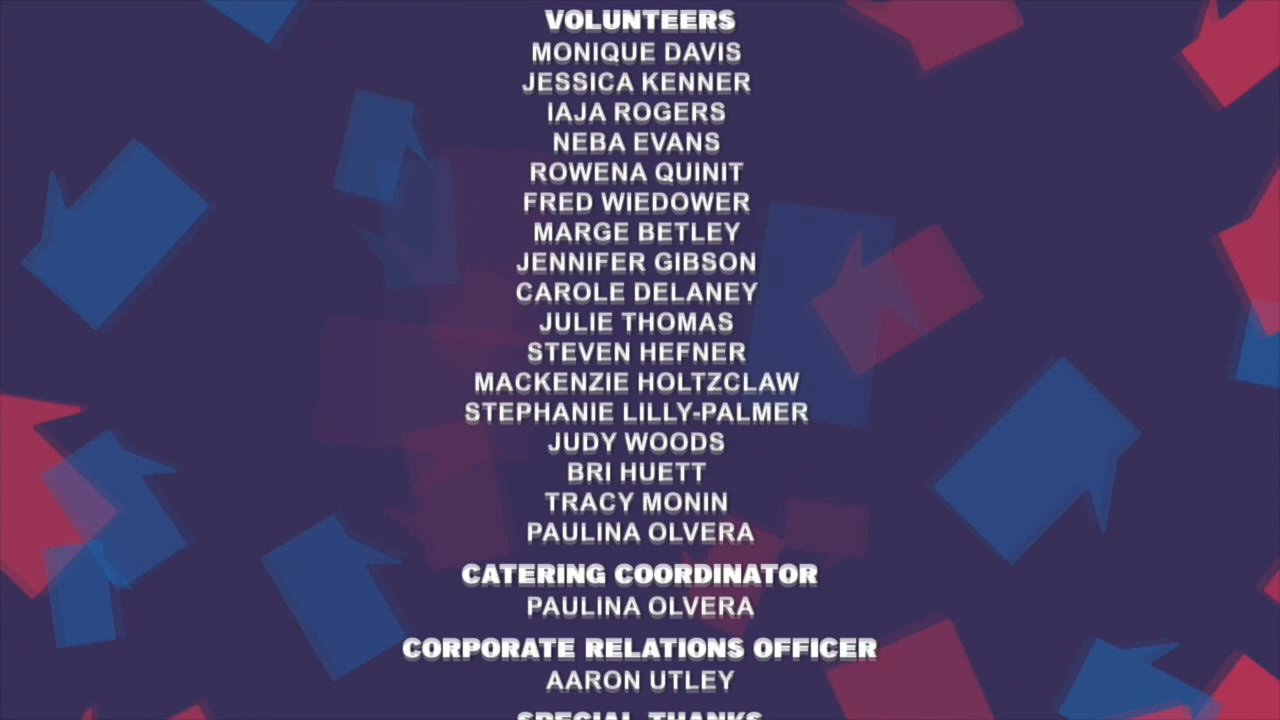 VOLUNTEERS
MONIQUE DAVIS
JESSICA KENNER
IAJA ROGERS
NEBA EVANS
ROWENA QUINIT
FRED WIEDOWER
MARGE BETLEY
JENNIFER GIBSON
CAROLE DELANEY
JULIE THOMAS
STEVEN HEFNER
MACKENZIE HOLTZCLAW
STEPHANIE LILLY-PALMER
JUDY WOODS
BRI HUETT
TRACY MONIN
PAULINA OLVERA
CATERING COORDINATOR
PAULINA OLVERA
CORPORATE RELATIONS OFFICER
AARON UTLEY
SPECIAL THANKS